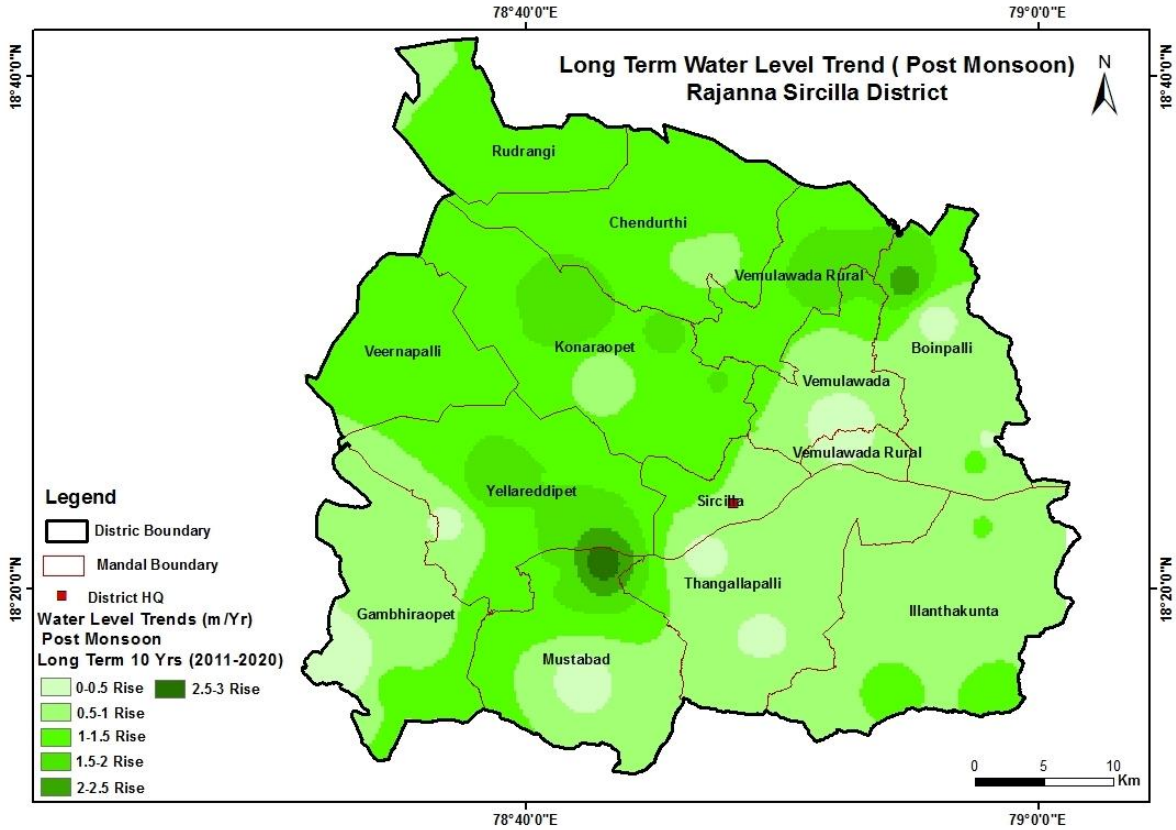 78°40'0"E
79°0'0"E
18°40'0"N
18°40'0"N
Long Term Water Level Trend ( Post Monsoon)
Rajanna Sircilla District
N
Rudrangi
Chendurthi
Vemulawada Rural
Veernapalli
Konaraopet
Boinpalli
Vemulawada
Vemulawada Rural
Yellareddipet
Sircilla
Thangallapalli
Gambhiraopet
Illanthakunta
Mustabad
Legend
Distric Boundary
Mandal Boundary
District HQ
Water Level Trends (m/Yr)
Post Monsoon
Long Term 10 Yrs (2011-2020)
0-0.5 Rise
2.5-3 Rise
0.5-1 Rise
1-1.5 Rise
1.5-2 Rise
2-2.5 Rise
18°20'0"N
18°20'0"N
0 5 10
Km
78°40'0"E
79°0'0"E